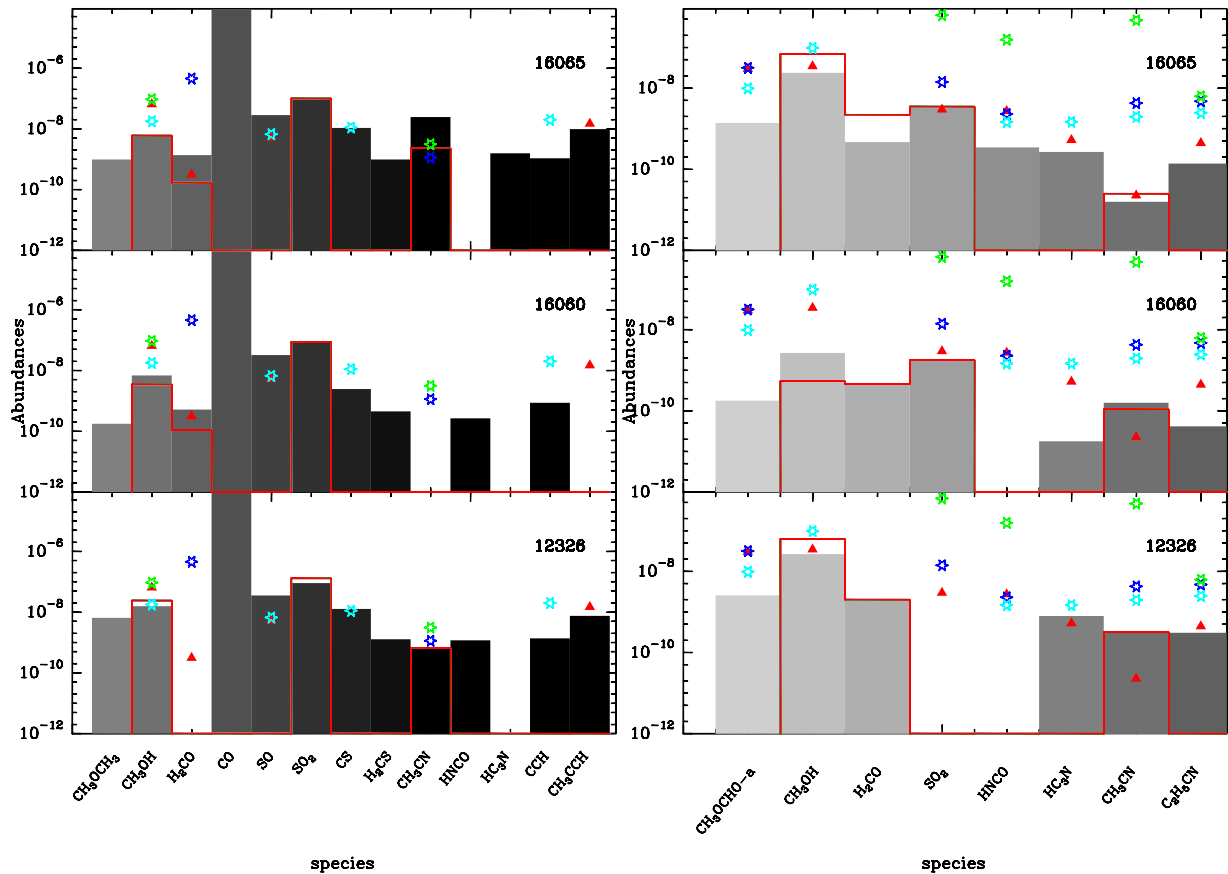 10⁻⁶
10⁻⁸
10⁻¹⁰
10⁻¹²
16065
10⁻⁶
10⁻⁸
10⁻¹⁰
10⁻¹²
16060
Abundances
10⁻⁶
10⁻⁸
10⁻¹⁰
10⁻¹²
12326
CH₃OCH₃
CH₃OH
H₂CO
CO
SO
SO₂
CS
H₂CS
CH₃CN
HNCO
HC₃N
CCH
CH₃CCH
species
10⁻⁸
10⁻¹⁰
10⁻¹²
16065
10⁻⁸
10⁻¹⁰
10⁻¹²
16060
Abundances
10⁻⁸
10⁻¹⁰
10⁻¹²
12326
CH₃OCHO-a
CH₃OH
H₂CO
SO₂
HNCO
HC₃N
CH₃CN
C₂H₅CN
species